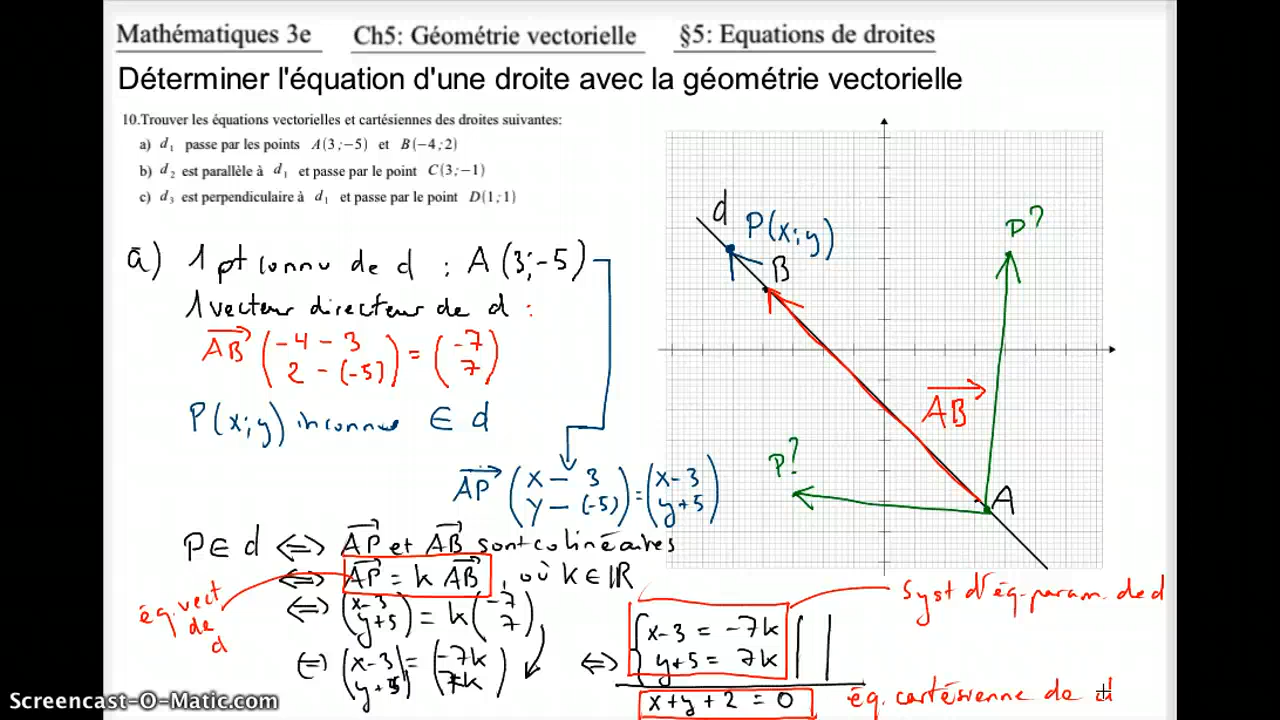 Mathématiques 3e Ch5: Géométrie vectorielle §5: Equations de droites
Déterminer l'équation d'une droite avec la géométrie vectorielle
10.Trouver les équations vectorielles et cartésiennes des droites suivantes:
a) d₁ passe par les points A(3;−5) et B(−4;2)
b) d₂ est parallèle à d₁ et passe par le point C(3;−1)
c) d₃ est perpendiculaire à d₁ et passe par le point D(1;1)
a) 1 pt connu de d : A (3;-5)
1 vecteur directeur de d :
AB (-4 - 3) = (-7)
2 - (-5) 7
P(x;y) inconnu ∈ d
AP (x - 3) = (x-3)
y - (-5) y+5
P ∈ d ⇔ AP et AB sont colinéaires
⇔ AP = k AB , où k ∈ ℝ
éq. vect
de
d
⇔ (x-3) = k (-7)
y+5 7
⇔ (x-3) = (-7k)
y+5 7k
⇔ { x-3 = -7k
y+5 = 7k
x+y+2 = 0
Syst d'éq. param. de d
éq. cartésienne de d
d
P(x;y)
B
P?
AB
P?
A
Screencast-O-Matic.com